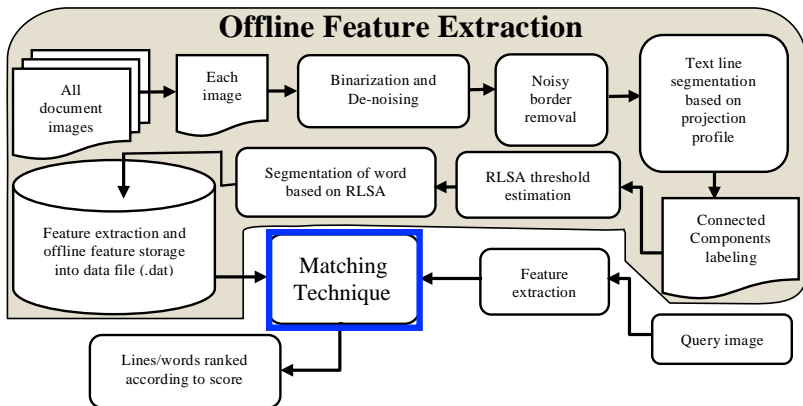 Offline Feature Extraction
All
document
images
Each
image
Binarization and
De-noising
Noisy
border
removal
Text line
segmentation
based on
projection
profile
Segmentation of word
based on RLSA
RLSA threshold
estimation
Connected
Components
labeling
Feature extraction and
offline feature storage
into data file (.dat)
Matching
Technique
Feature
extraction
Query image
Lines/words ranked
according to score